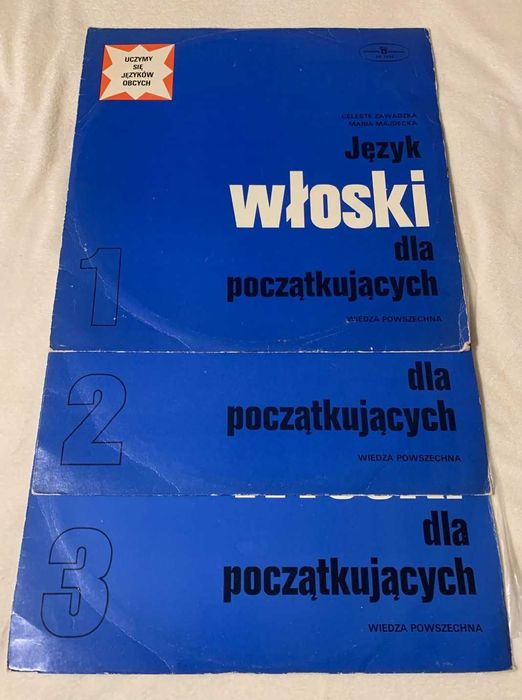 UCZYMY
SIĘ
JĘZYKÓW
OBCYCH
CELESTE ZAWADZKA
MARIA MAJDECKA
Język
włoski
dla
początkujących
1
WIEDZA POWSZECHNA
dla
początkujących
2
WIEDZA POWSZECHNA
dla
początkujących
3
WIEDZA POWSZECHNA